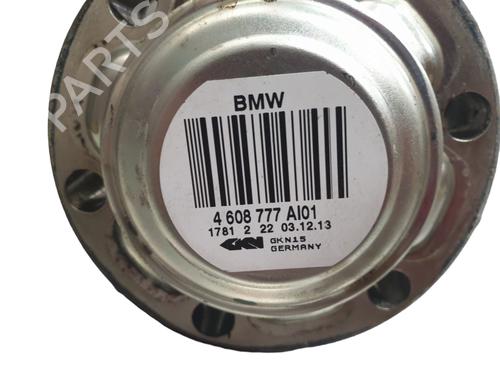 PARTS
BMW
4 608 777 AI01
1781 2 22 03.12.13
GKN GKN15
GERMANY